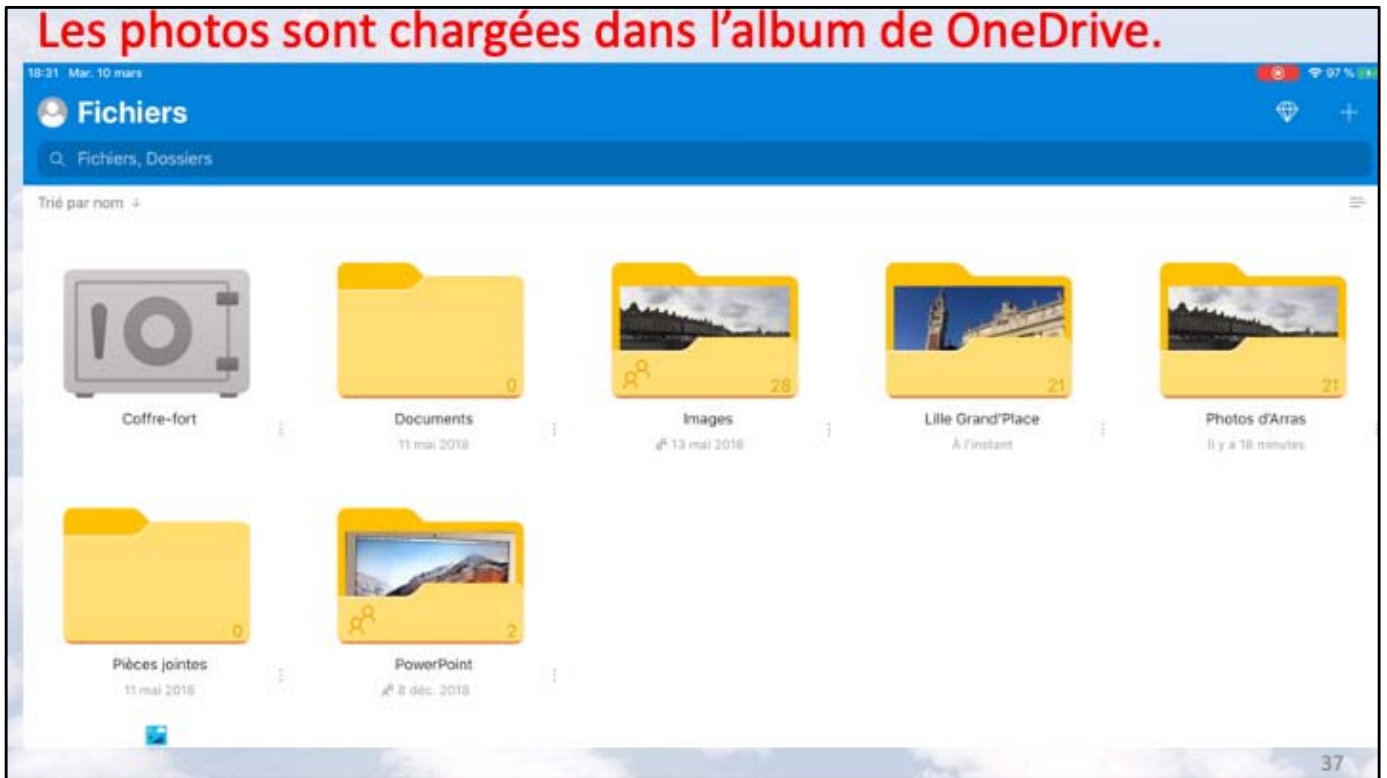 Les photos sont chargées dans l'album de OneDrive.
18:31 Mar. 10 mars
97 %
Fichiers
Fichiers, Dossiers
Trié par nom ↓
0
28
21
21
Coffre-fort
Documents
Images
Lille Grand'Place
Photos d'Arras
11 mai 2018
13 mai 2018
À l'instant
Il y a 18 minutes
0
2
Pièces jointes
PowerPoint
11 mai 2018
8 déc. 2018
37